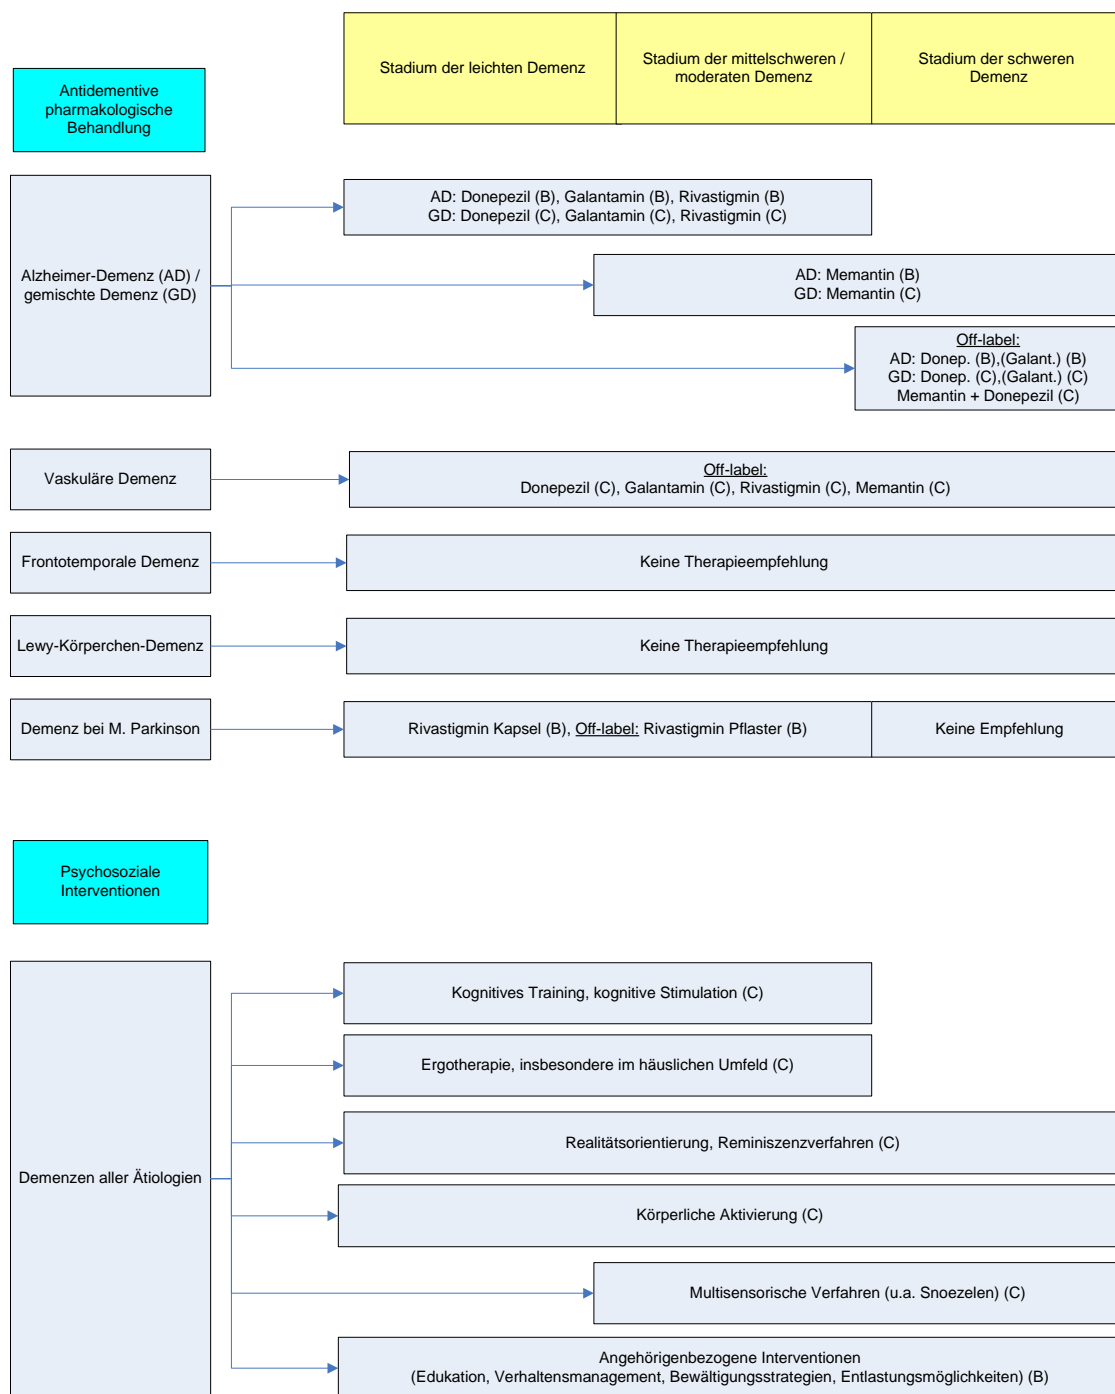 Stadium der leichten Demenz
Stadium der mittelschweren /
moderaten Demenz
Stadium der schweren
Demenz
Antidementive
pharmakologische
Behandlung
Alzheimer-Demenz (AD) /
gemischte Demenz (GD)
AD: Donepezil (B), Galantamin (B), Rivastigmin (B)
GD: Donepezil (C), Galantamin (C), Rivastigmin (C)
AD: Memantin (B)
GD: Memantin (C)
Off-label:
AD: Donep. (B),(Galant.) (B)
GD: Donep. (C),(Galant.) (C)
Memantin + Donepezil (C)
Vaskuläre Demenz
Off-label:
Donepezil (C), Galantamin (C), Rivastigmin (C), Memantin (C)
Frontotemporale Demenz
Keine Therapieempfehlung
Lewy-Körperchen-Demenz
Keine Therapieempfehlung
Demenz bei M. Parkinson
Rivastigmin Kapsel (B), Off-label: Rivastigmin Pflaster (B)
Keine Empfehlung
Psychosoziale
Interventionen
Demenzen aller Ätiologien
Kognitives Training, kognitive Stimulation (C)
Ergotherapie, insbesondere im häuslichen Umfeld (C)
Realitätsorientierung, Reminiszenzverfahren (C)
Körperliche Aktivierung (C)
Multisensorische Verfahren (u.a. Snoezelen) (C)
Angehörigenbezogene Interventionen
(Edukation, Verhaltensmanagement, Bewältigungsstrategien, Entlastungsmöglichkeiten) (B)